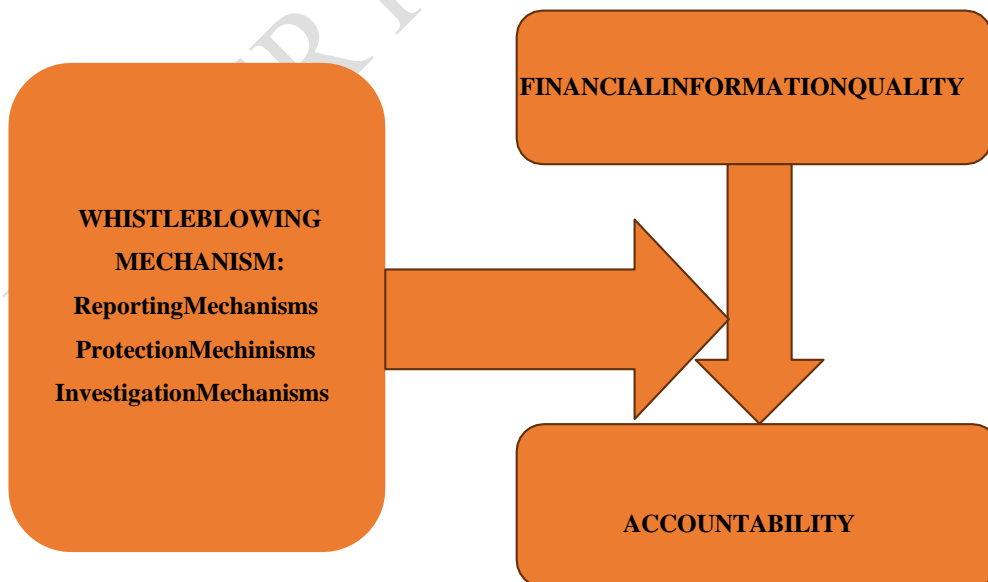 WHISTLEBLOWING
MECHANISM:
ReportingMechanisms
ProtectionMechinisms
InvestigationMechanisms
FINANCIALINFORMATIONQUALITY
ACCOUNTABILITY